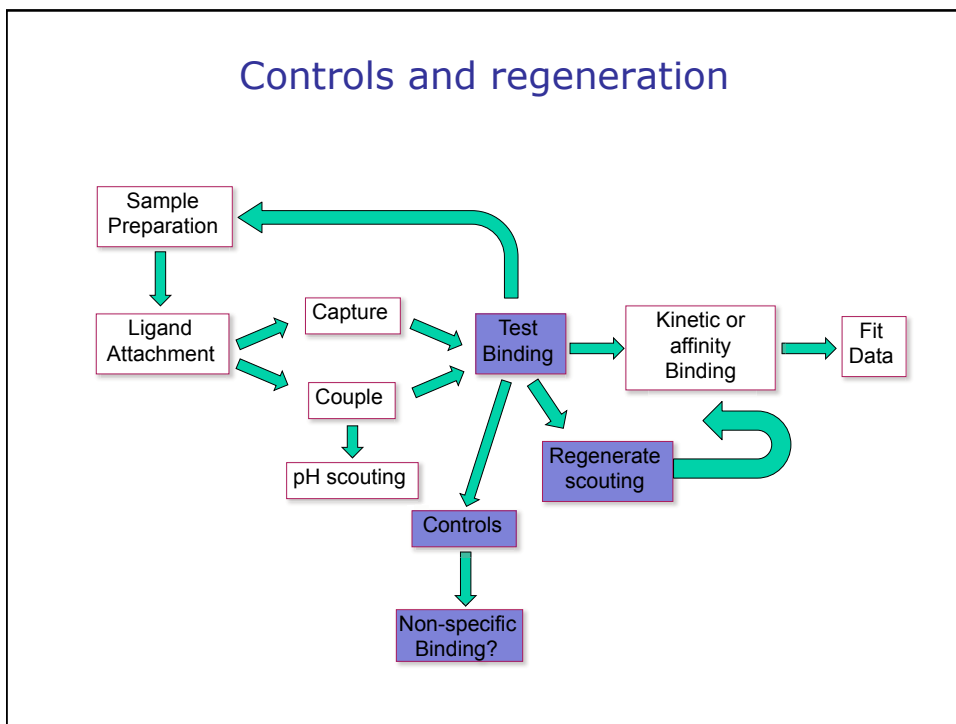 Controls and regeneration
Sample
Preparation
Ligand
Attachment
Capture
Couple
pH scouting
Test
Binding
Kinetic or
affinity
Binding
Fit
Data
Regenerate
scouting
Controls
Non-specific
Binding?